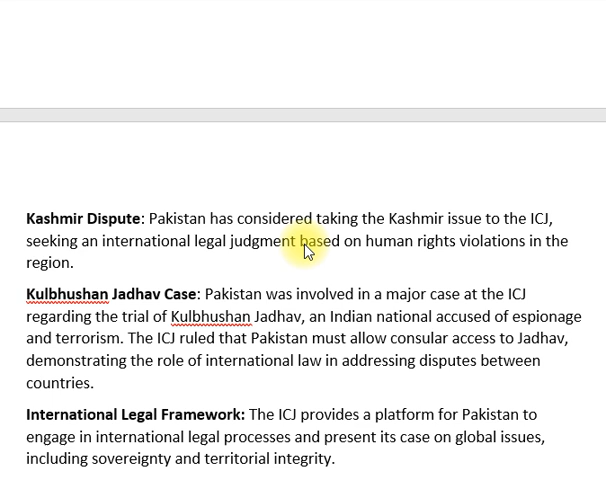 Kashmir Dispute: Pakistan has considered taking the Kashmir issue to the ICJ,
seeking an international legal judgment based on human rights violations in the
region.
Kulbhushan Jadhav Case: Pakistan was involved in a major case at the ICJ
regarding the trial of Kulbhushan Jadhav, an Indian national accused of espionage
and terrorism. The ICJ ruled that Pakistan must allow consular access to Jadhav,
demonstrating the role of international law in addressing disputes between
countries.
International Legal Framework: The ICJ provides a platform for Pakistan to
engage in international legal processes and present its case on global issues,
including sovereignty and territorial integrity.